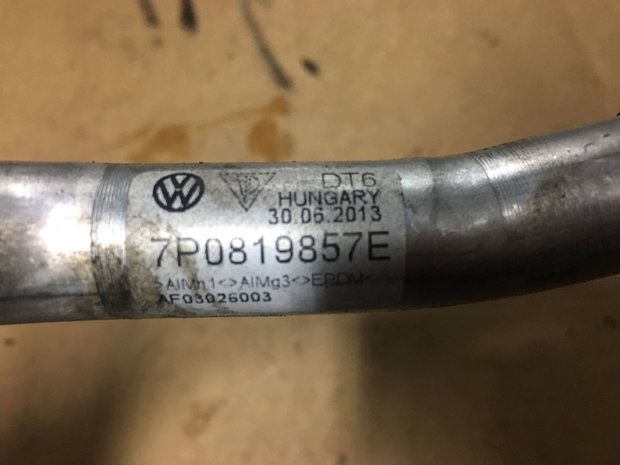 DT6
HUNGARY
30.06.2013
7P0819857E
>AlMn1<>AlMg3<>EPDM<
AF03026003